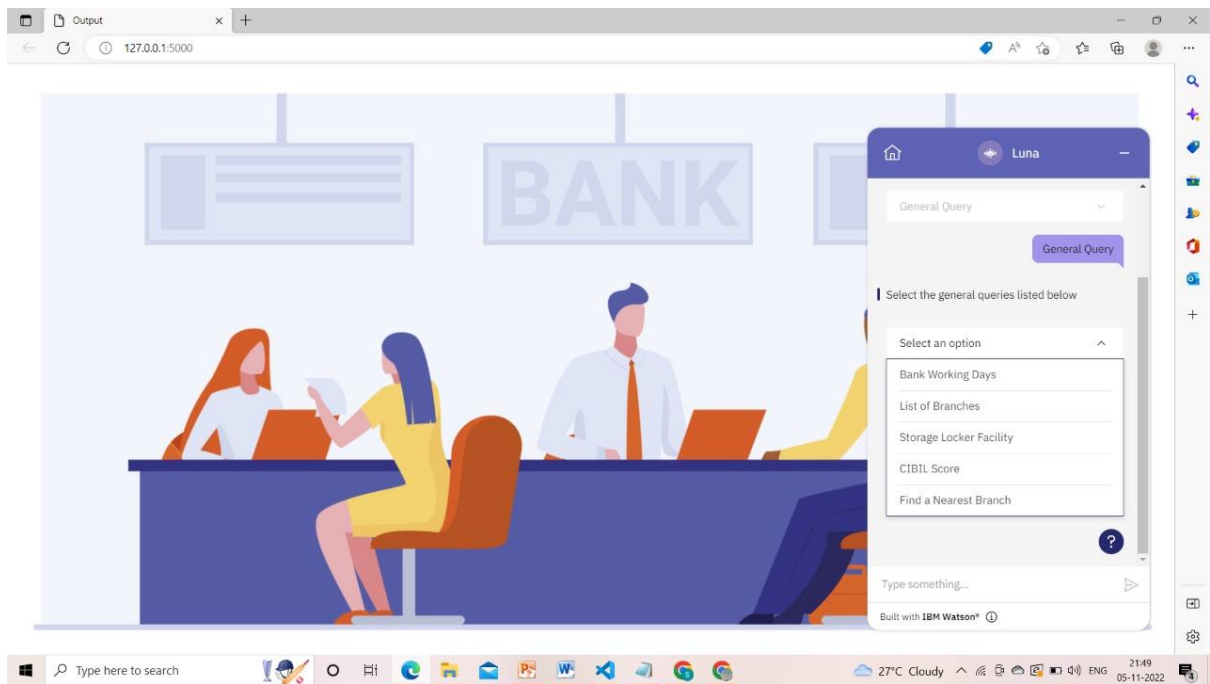 Output
127.0.0.1:5000
BANK
Luna
General Query
General Query
Select the general queries listed below
Select an option
Bank Working Days
List of Branches
Storage Locker Facility
CIBIL Score
Find a Nearest Branch
?
Type something...
Built with IBM Watson®
Type here to search
27°C Cloudy
ENG
21:49
05-11-2022